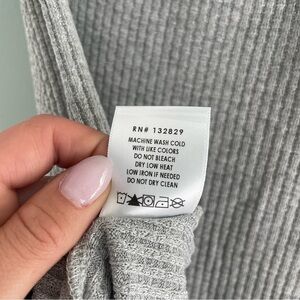 RN# 132829
MACHINE WASH COLD
WITH LIKE COLORS
DO NOT BLEACH
DRY LOW HEAT
LOW IRON IF NEEDED
DO NOT DRY CLEAN